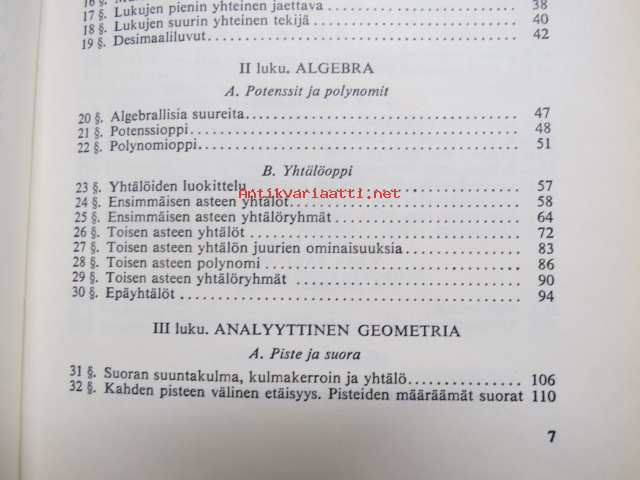 16 §.
17 §. Lukujen pienin yhteinen jaettava 38
18 §. Lukujen suurin yhteinen tekijä 40
19 §. Desimaaliluvut 42
II luku. ALGEBRA
A. Potenssit ja polynomit
20 §. Algebrallisia suureita 47
21 §. Potenssioppi 48
22 §. Polynomioppi 51
B. Yhtälöoppi
Antikvariaatti.net
23 §. Yhtälöiden luokittelu 57
24 §. Ensimmäisen asteen yhtälöt 58
25 §. Ensimmäisen asteen yhtälöryhmät 64
26 §. Toisen asteen yhtälöt 72
27 §. Toisen asteen yhtälön juurien ominaisuuksia 83
28 §. Toisen asteen polynomi 86
29 §. Toisen asteen yhtälöryhmät 90
30 §. Epäyhtälöt 94
III luku. ANALYYTTINEN GEOMETRIA
A. Piste ja suora
31 §. Suoran suuntakulma, kulmakerroin ja yhtälö 106
32 §. Kahden pisteen välinen etäisyys. Pisteiden määräämät suorat 110
7